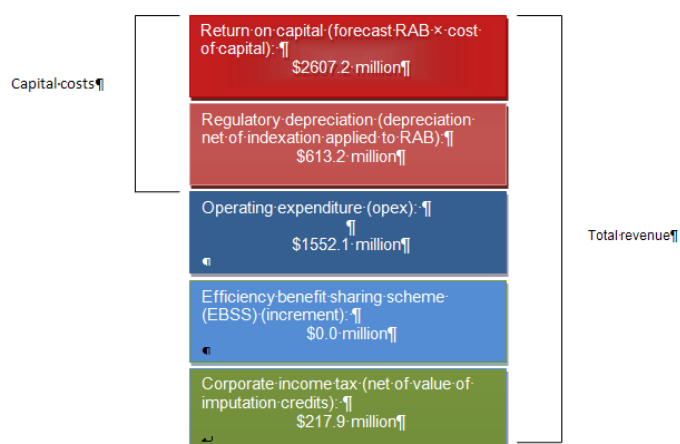 Return·on·capital·(forecast·RAB·×·cost·
of·capital):·¶
$2607.2·million¶
Capital·costs¶
Regulatory·depreciation·(depreciation·
net·of·indexation·applied·to·RAB):¶
$613.2·million¶
Operating·expenditure·(opex):·¶
¶
$1552.1·million¶
¶
Total·revenue¶
Efficiency·benefit·sharing·scheme·
(EBSS)·(increment):·¶
$0.0·million¶
¶
Corporate·income·tax·(net·of·value·of·
imputation·credits):·¶
$217.9·million¶
↵